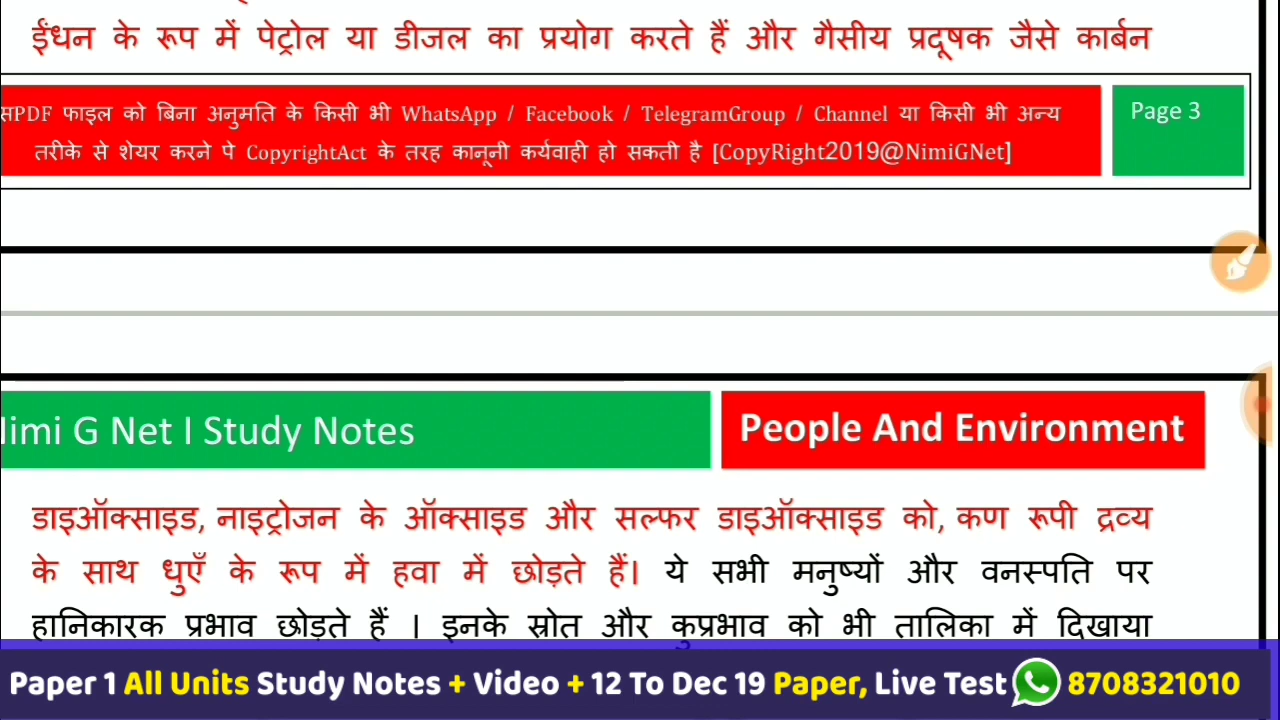 ईंधन के रूप में पेट्रोल या डीजल का प्रयोग करते हैं और गैसीय प्रदूषक जैसे कार्बन
सPDF फाइल को बिना अनुमति के किसी भी WhatsApp / Facebook / TelegramGroup / Channel या किसी भी अन्य
तरीके से शेयर करने पे CopyrightAct के तरह कानूनी कर्यवाही हो सकती है [CopyRight2019@NimiGNet]
Page 3
Nimi G Net I Study Notes
People And Environment
डाइऑक्साइड, नाइट्रोजन के ऑक्साइड और सल्फर डाइऑक्साइड को, कण रूपी द्रव्य
के साथ धुएँ के रूप में हवा में छोड़ते हैं। ये सभी मनुष्यों और वनस्पति पर
हानिकारक प्रभाव छोड़ते हैं । इनके स्रोत और कुप्रभाव को भी तालिका में दिखाया
Paper 1 All Units Study Notes + Video + 12 To Dec 19 Paper, Live Test 8708321010